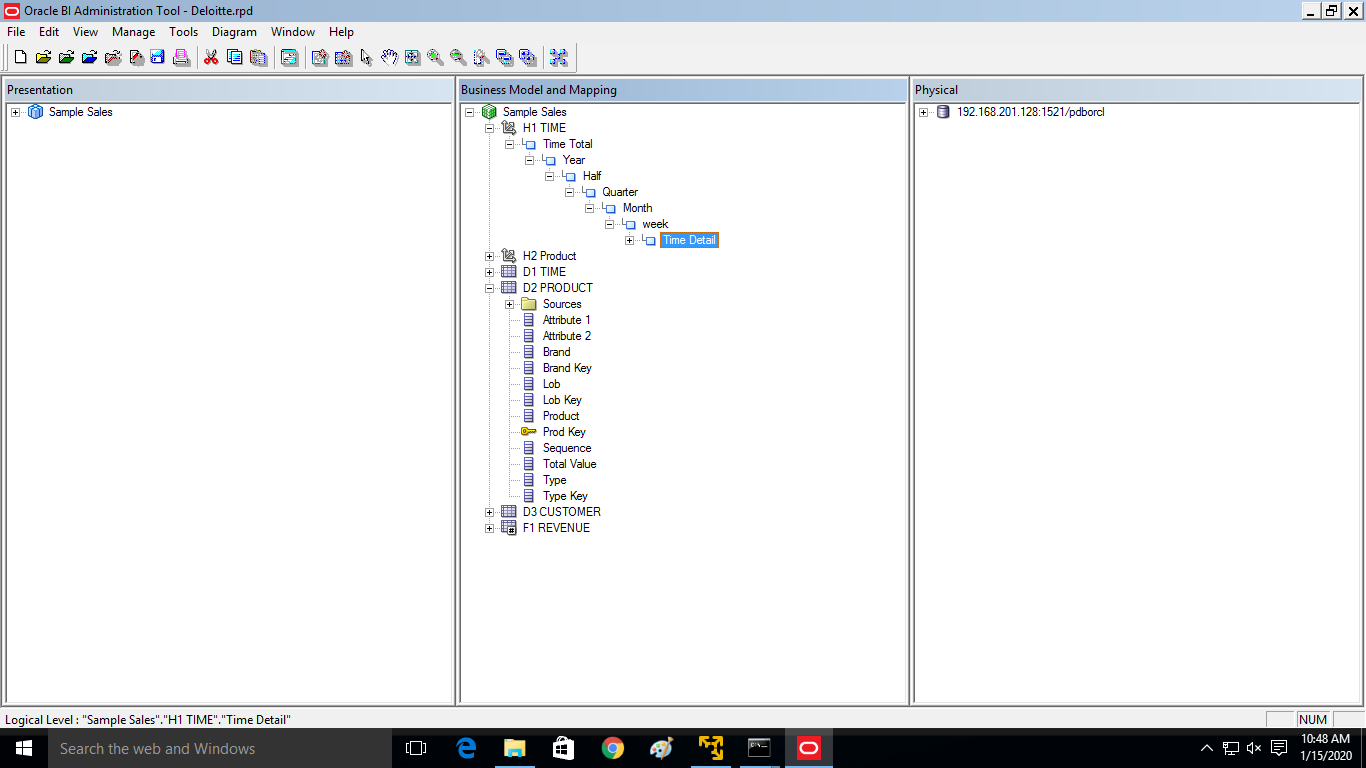 Oracle BI Administration Tool - Deloitte.rpd
File Edit View Manage Tools Diagram Window Help
Presentation
Sample Sales
Business Model and Mapping
Sample Sales
H1 TIME
Time Total
Year
Half
Quarter
Month
week
Time Detail
H2 Product
D1 TIME
D2 PRODUCT
Sources
Attribute 1
Attribute 2
Brand
Brand Key
Lob
Lob Key
Product
Prod Key
Sequence
Total Value
Type
Type Key
D3 CUSTOMER
F1 REVENUE
Physical
192.168.201.128:1521/pdborcl
Logical Level : "Sample Sales"."H1 TIME"."Time Detail"
NUM
Search the web and Windows
10:48 AM
1/15/2020